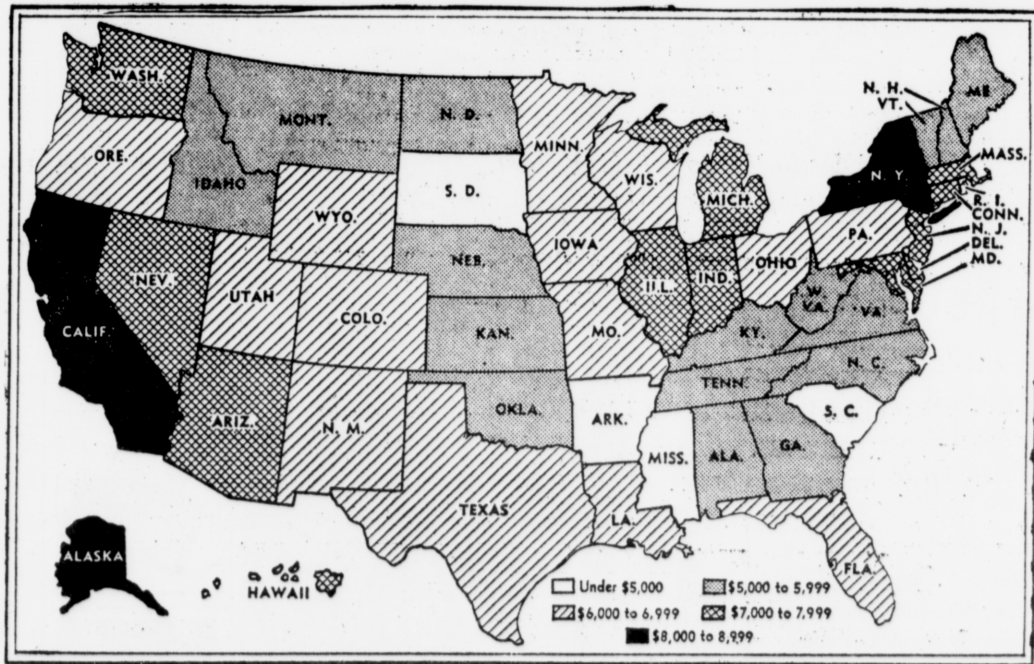 WASH.
ORE.
IDAHO
MONT.
N. D.
S. D.
WYO.
NEB.
MINN.
WIS.
IOWA
MICH.
N. H.
VT.
ME.
MASS.
N. Y.
R. I.
CONN.
N. J.
DEL.
MD.
PA.
OHIO
IND.
ILL.
W. VA.
VA.
KY.
NEV.
UTAH
COLO.
KAN.
MO.
CALIF.
ARIZ.
N. M.
OKLA.
ARK.
TENN.
N. C.
S. C.
MISS.
ALA.
GA.
TEXAS
LA.
FLA.
ALASKA
HAWAII
Under $5,000
$5,000 to 5,999
$6,000 to 6,999
$7,000 to 7,999
$8,000 to 8,999